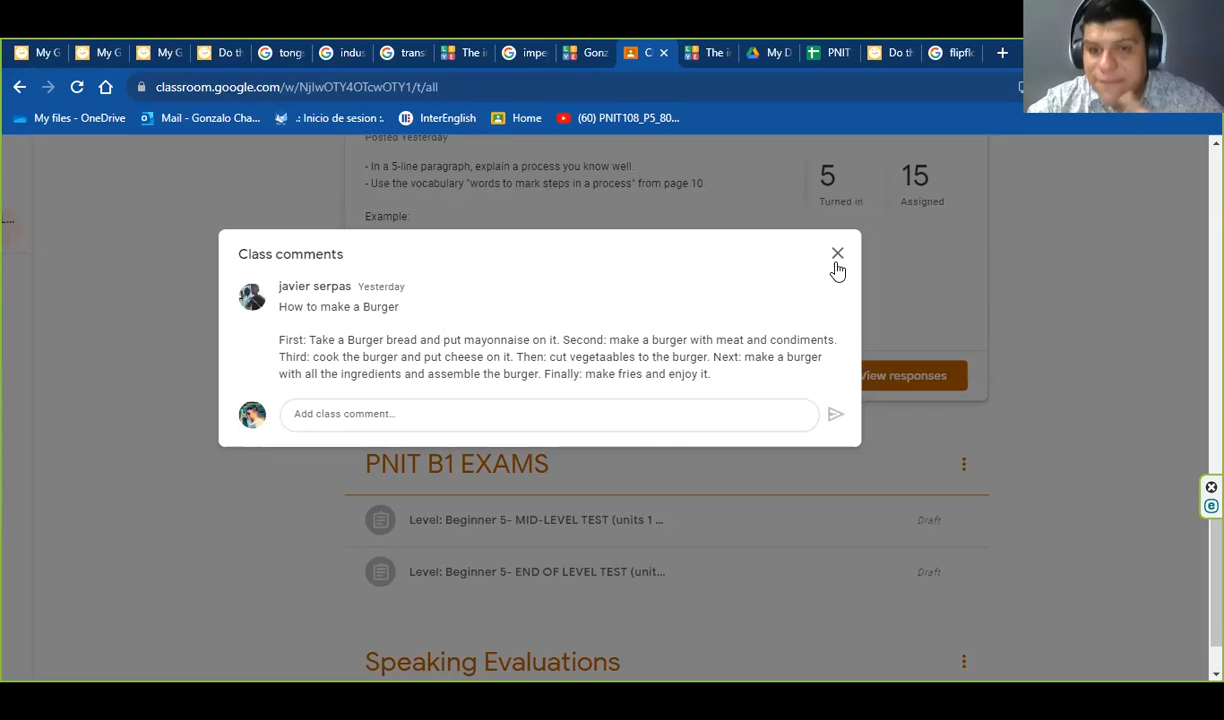 My G
My G
My G
Do th
tong
indus
trans
The i
impe
Gonz
C
The in
My D
PNIT
Do th
flipflo
classroom.google.com/w/NjIwOTY4OTcwOTY1/t/all
My files - OneDrive
Mail - Gonzalo Cha...
.: Inicio de sesion :.
InterEnglish
Home
(60) PNIT108_P5_80...
Posted Yesterday
- In a 5-line paragraph, explain a process you know well.
- Use the vocabulary "words to mark steps in a process" from page 10.
Example:
5
Turned in
15
Assigned
L...
Class comments
javier serpas Yesterday
How to make a Burger
First: Take a Burger bread and put mayonnaise on it. Second: make a burger with meat and condiments.
Third: cook the burger and put cheese on it. Then: cut vegetaables to the burger. Next: make a burger
with all the ingredients and assemble the burger. Finally: make fries and enjoy it.
Add class comment...
View responses
PNIT B1 EXAMS
Level: Beginner 5- MID-LEVEL TEST (units 1 ...
Draft
Level: Beginner 5- END OF LEVEL TEST (unit...
Draft
Speaking Evaluations